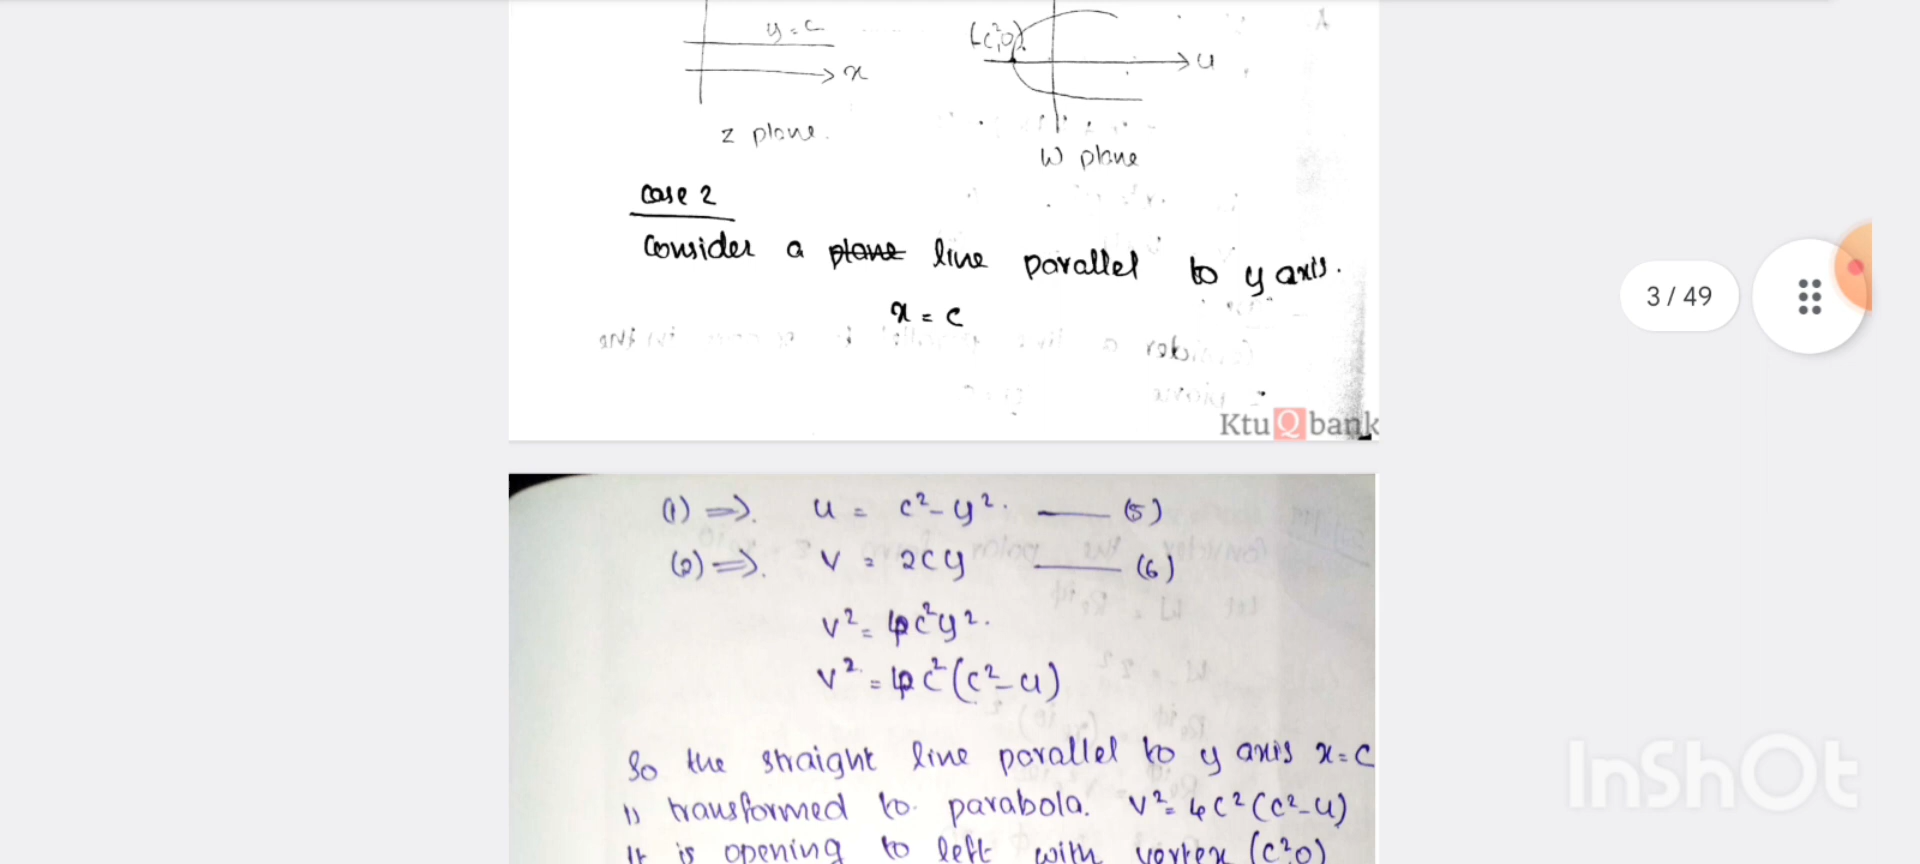 y = c
(-c²,0)
x
u
z plane.
W plane
Case 2
Consider a plane line parallel to y axis.
x = c
3 / 49
Ktu Q bank
(1) ⇒. u = c² - y². —— (5)
(2) ⇒. v = 2cy —— (6)
v² = 4c²y².
v² = 4c²(c² - u)
So the straight line parallel to y axis x = c
is transformed to. parabola. v² = 4c²(c² - u)
It is opening to left with vertex (c²,0)
InShOt